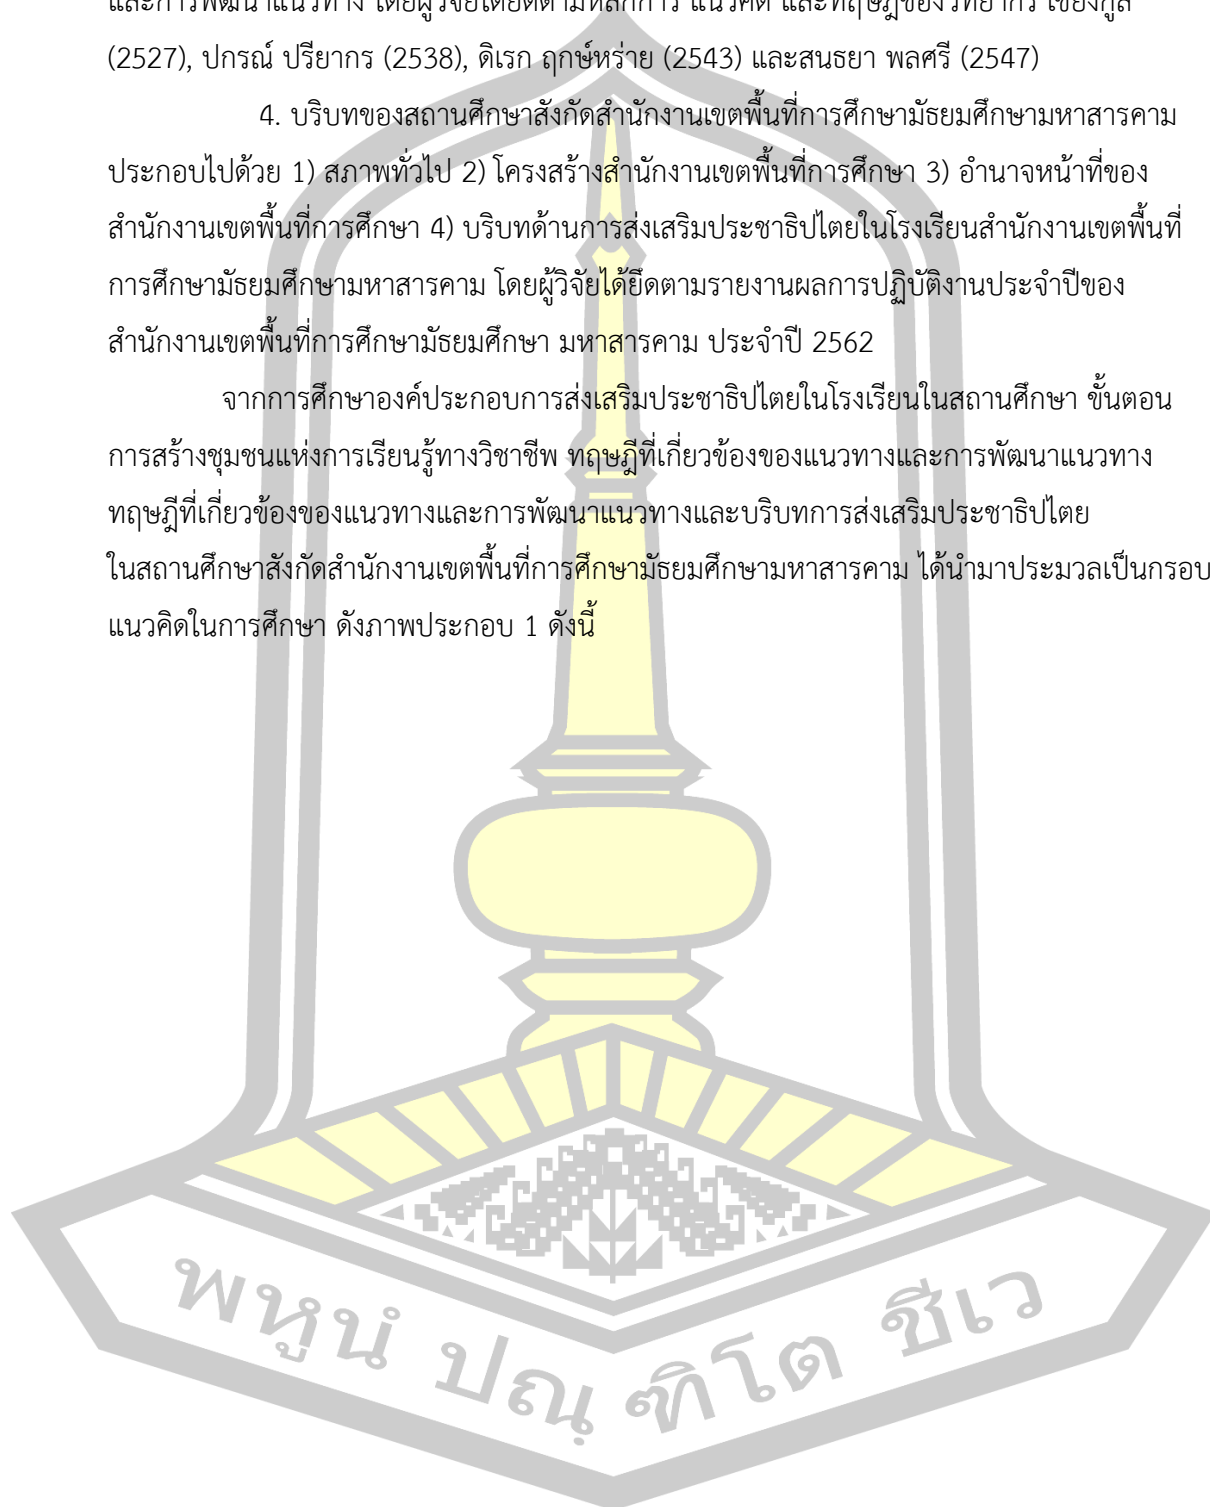 และการพัฒนาแนวทาง โดยผู้วิจัยได้ยึดตามหลักการ แนวคิด และทฤษฎีของวิทยากร เชียงกูล
(2527), ปกรณ์ ปรียากร (2538), ดิเรก ฤกษ์หร่าย (2543) และสนธยา พลศรี (2547)
4. บริบทของสถานศึกษาสังกัดสำนักงานเขตพื้นที่การศึกษามัธยมศึกษามหาสารคาม
ประกอบไปด้วย 1) สภาพทั่วไป 2) โครงสร้างสำนักงานเขตพื้นที่การศึกษา 3) อำนาจหน้าที่ของ
สำนักงานเขตพื้นที่การศึกษา 4) บริบทด้านการส่งเสริมประชาธิปไตยในโรงเรียนสำนักงานเขตพื้นที่
การศึกษามัธยมศึกษามหาสารคาม โดยผู้วิจัยได้ยึดตามรายงานผลการปฏิบัติงานประจำปีของ
สำนักงานเขตพื้นที่การศึกษามัธยมศึกษา มหาสารคาม ประจำปี 2562
จากการศึกษาองค์ประกอบการส่งเสริมประชาธิปไตยในโรงเรียนในสถานศึกษา ขั้นตอน
การสร้างชุมชนแห่งการเรียนรู้ทางวิชาชีพ ทฤษฎีที่เกี่ยวข้องของแนวทางและการพัฒนาแนวทาง
ทฤษฎีที่เกี่ยวข้องของแนวทางและการพัฒนาแนวทางและบริบทการส่งเสริมประชาธิปไตย
ในสถานศึกษาสังกัดสำนักงานเขตพื้นที่การศึกษามัธยมศึกษามหาสารคาม ได้นำมาประมวลเป็นกรอบ
แนวคิดในการศึกษา ดังภาพประกอบ 1 ดังนี้
พหูนํ ปณฺฑิโต ชีเว